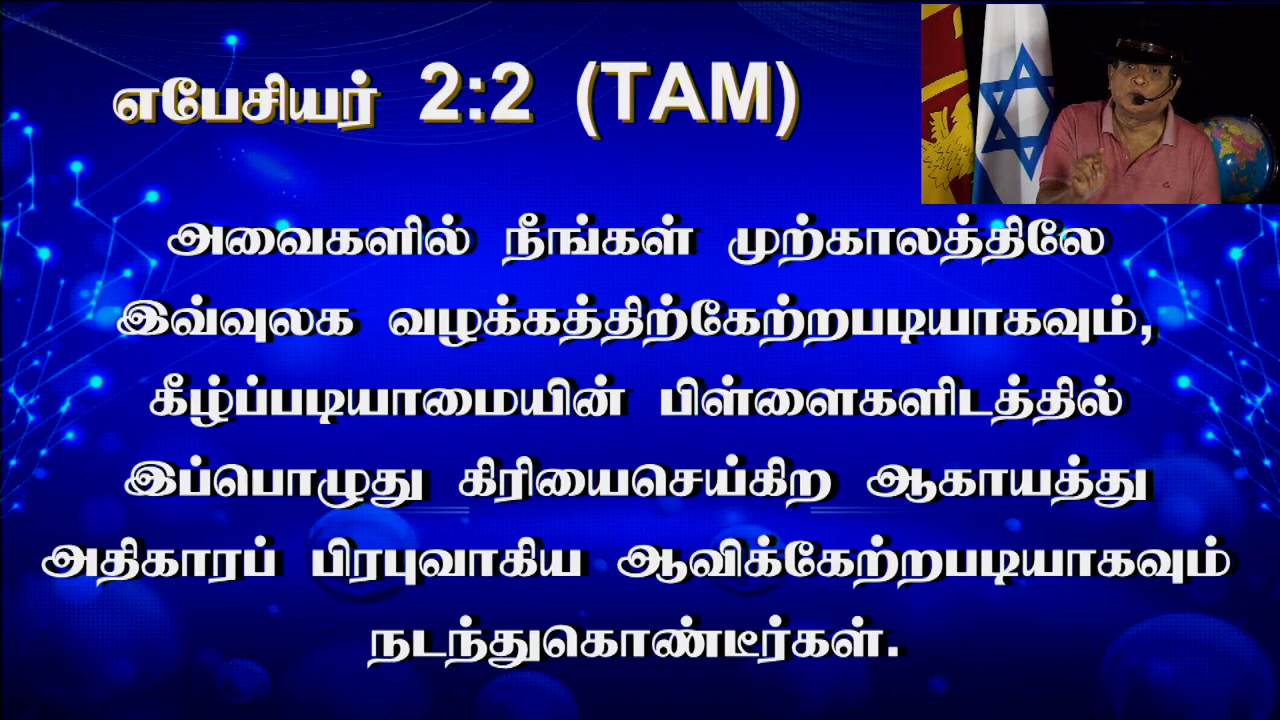 எபேசியர் 2:2 (TAM)
அவைகளில் நீங்கள் முற்காலத்திலே
இவ்வுலக வழக்கத்திற்கேற்றபடியாகவும்,
கீழ்ப்படியாமையின் பிள்ளைகளிடத்தில்
இப்பொழுது கிரியைசெய்கிற ஆகாயத்து
அதிகாரப் பிரபுவாகிய ஆவிக்கேற்றபடியாகவும்
நடந்துகொண்டீர்கள்.